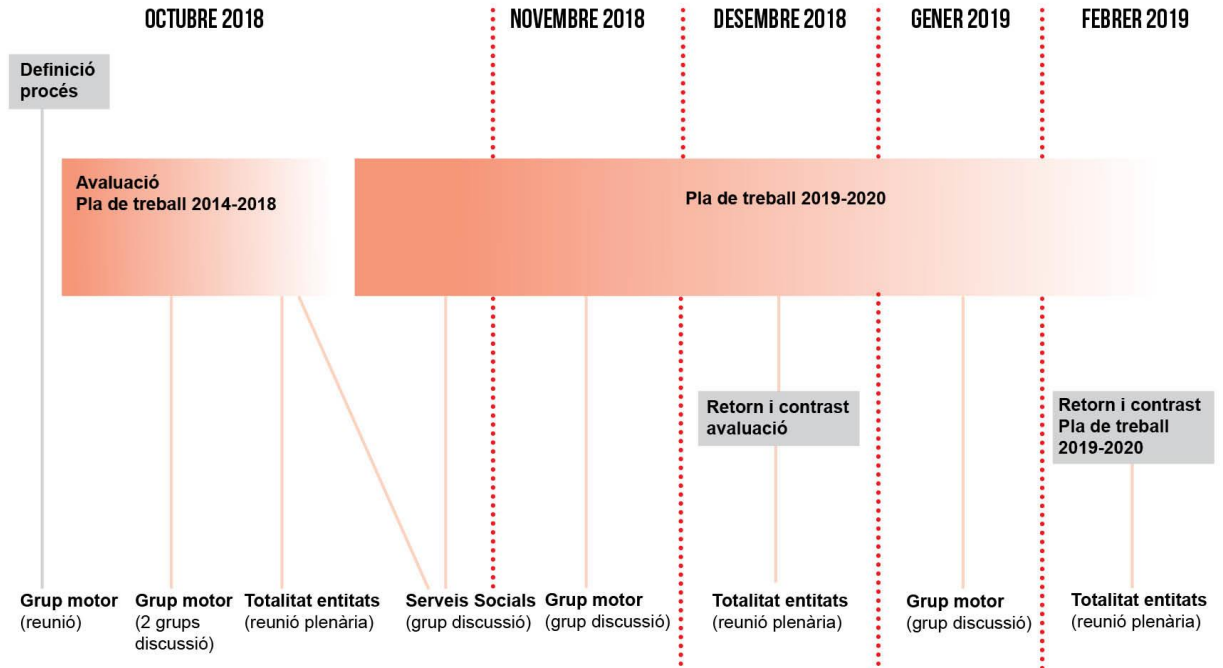 OCTUBRE 2018
NOVEMBRE 2018
DESEMBRE 2018
GENER 2019
FEBRER 2019
Definició
procés
Avaluació
Pla de treball 2014-2018
Pla de treball 2019-2020
Retorn i contrast
avaluació
Retorn i contrast
Pla de treball
2019-2020
Grup motor
(reunió)
Grup motor
(2 grups
discussió)
Totalitat entitats
(reunió plenària)
Serveis Socials
(grup discussió)
Grup motor
(grup discussió)
Totalitat entitats
(reunió plenària)
Grup motor
(grup discussió)
Totalitat entitats
(reunió plenària)